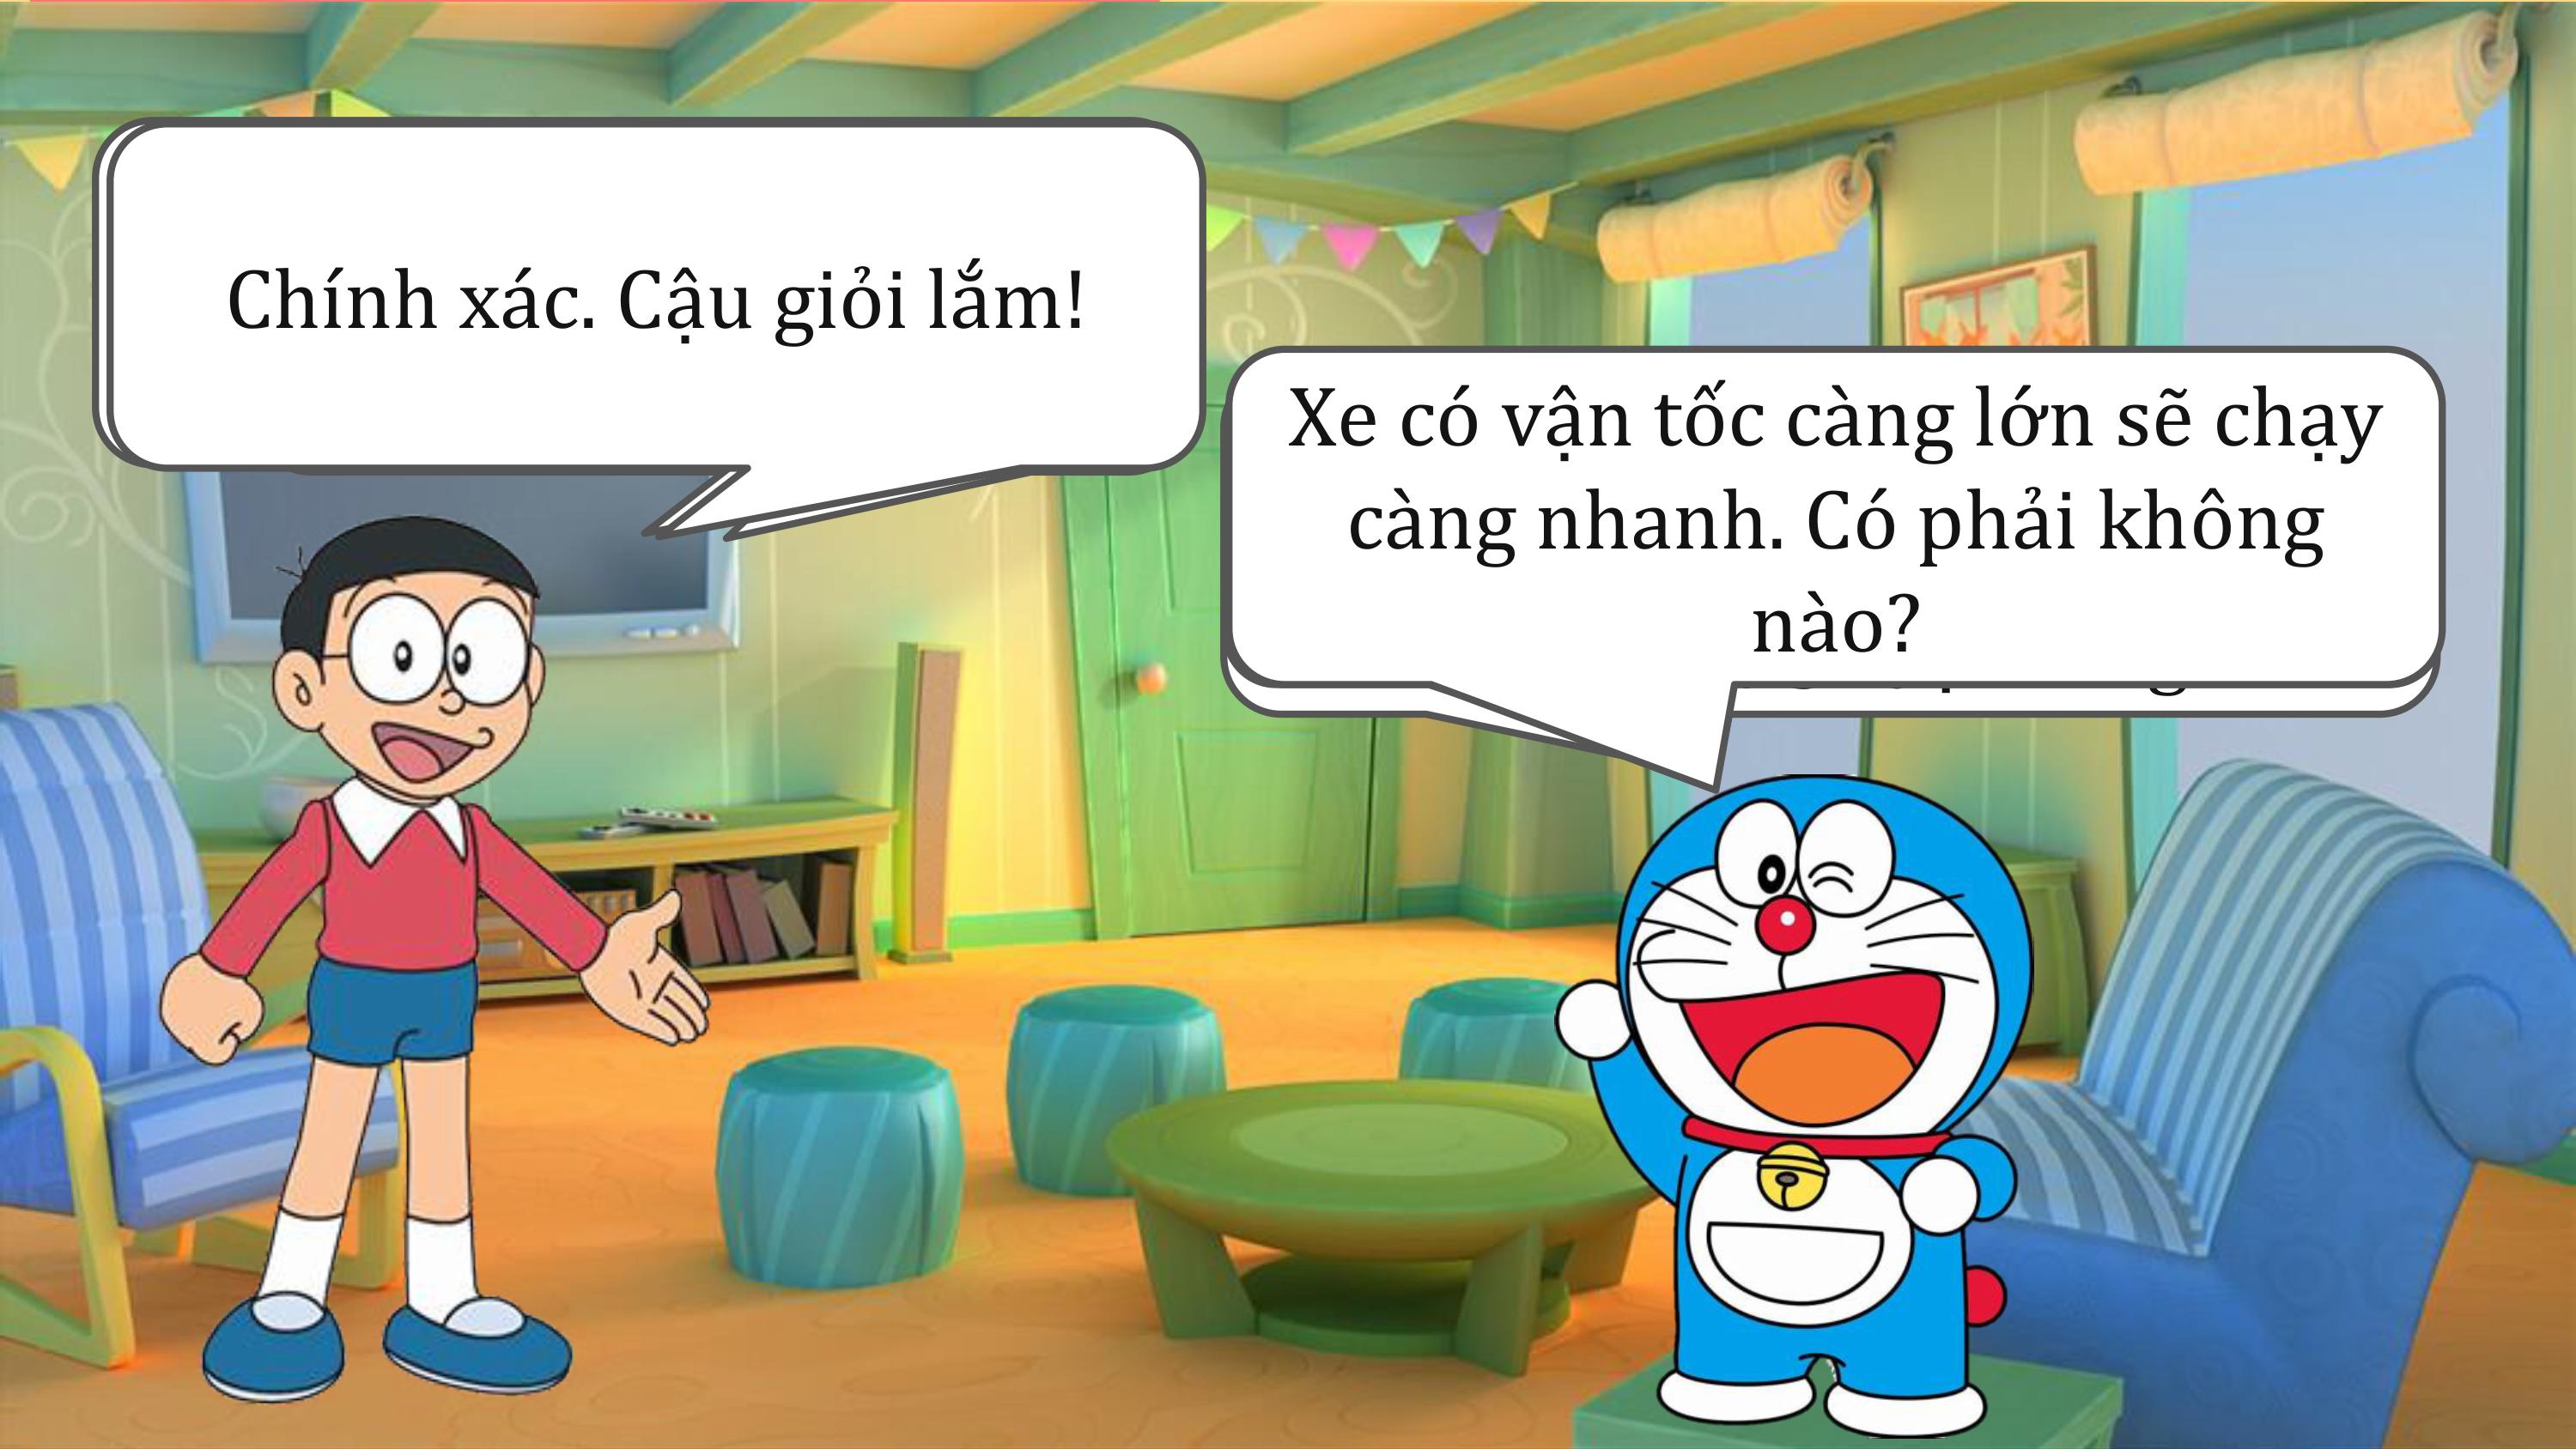 Chính xác. Cậu giỏi lắm!
Xe có vận tốc càng lớn sẽ chạy
càng nhanh. Có phải không
nào?